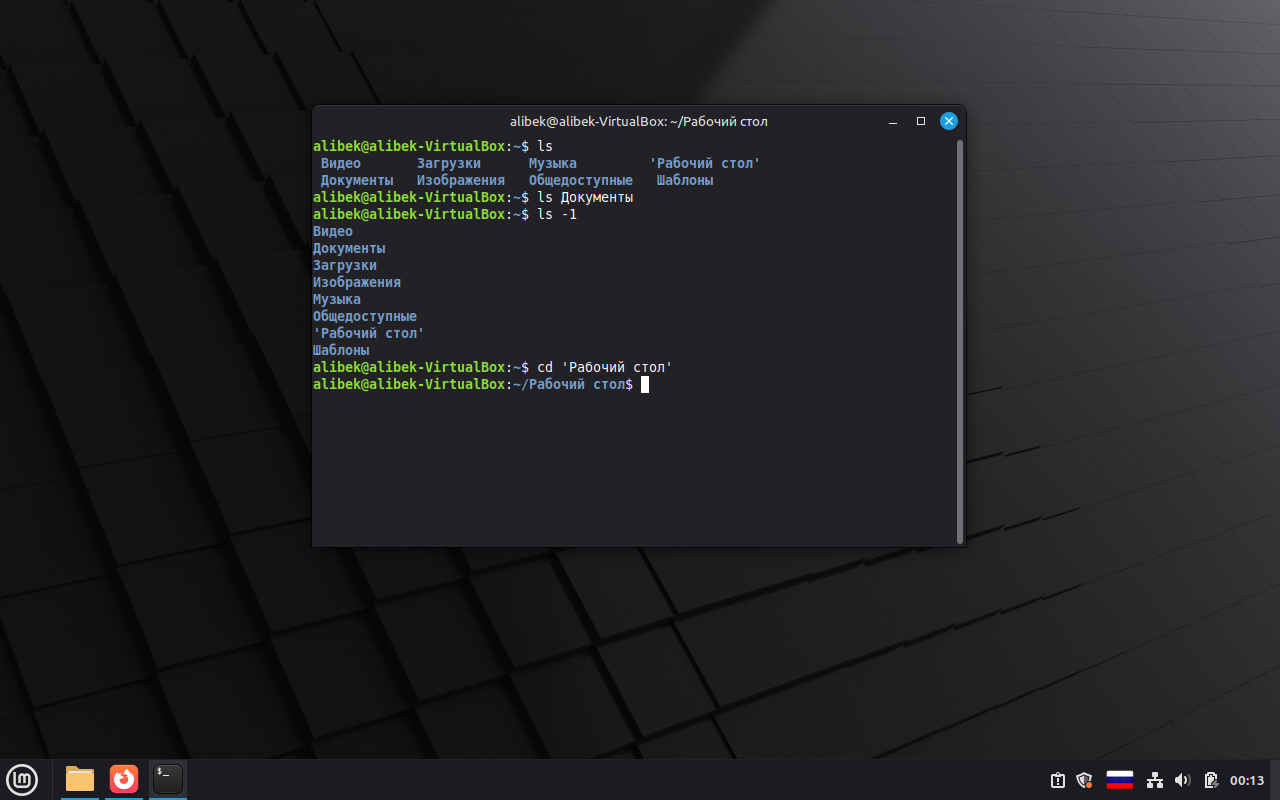 alibek@alibek-VirtualBox: ~/Рабочий стол
alibek@alibek-VirtualBox:~$ ls
Видео Загрузки Музыка 'Рабочий стол'
Документы Изображения Общедоступные Шаблоны
alibek@alibek-VirtualBox:~$ ls Документы
alibek@alibek-VirtualBox:~$ ls -1
Видео
Документы
Загрузки
Изображения
Музыка
Общедоступные
'Рабочий стол'
Шаблоны
alibek@alibek-VirtualBox:~$ cd 'Рабочий стол'
alibek@alibek-VirtualBox:~/Рабочий стол$
00:13